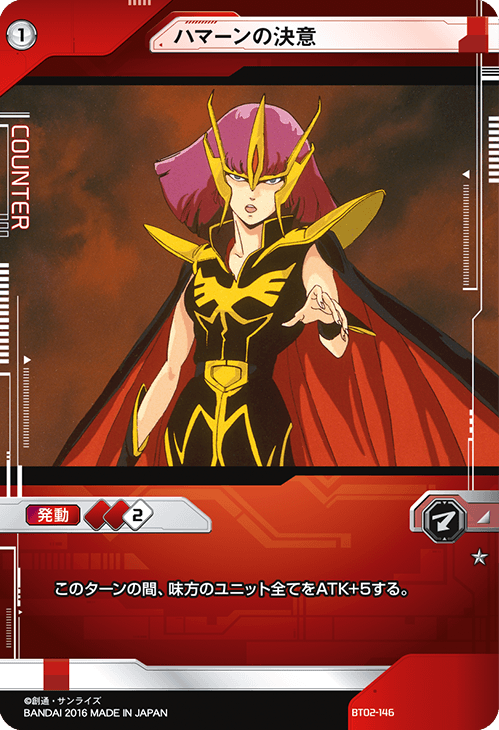 1
ハマーンの決意
COUNTER
発動 2
このターンの間、味方のユニット全てをATK+5する。
©創通・サンライズ
BANDAI 2016 MADE IN JAPAN
BT02-146